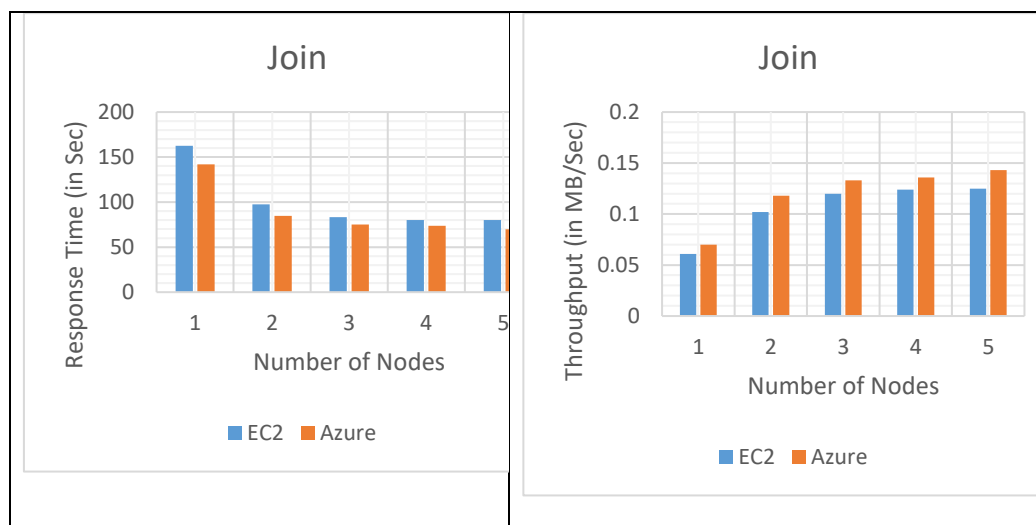 Join
Response Time (in Sec)
200
150
100
50
0
1 2 3 4 5
Number of Nodes
EC2 Azure
Join
Throughput (in MB/Sec)
0.2
0.15
0.1
0.05
0
1 2 3 4 5
Number of Nodes
EC2 Azure